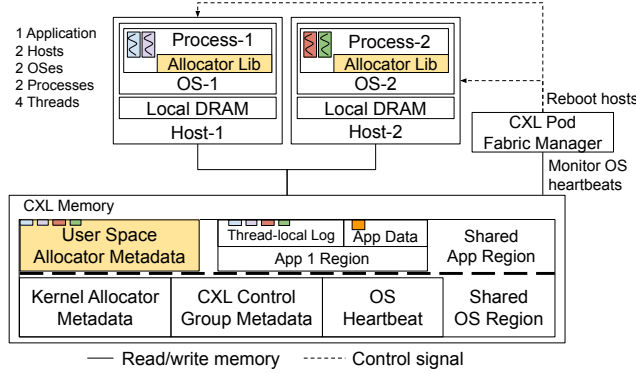 1 Application
2 Hosts
2 OSes
2 Processes
4 Threads
Process-1
Allocator Lib
OS-1
Local DRAM
Host-1
Process-2
Allocator Lib
OS-2
Local DRAM
Host-2
Reboot hosts
CXL Pod
Fabric Manager
Monitor OS
heartbeats
CXL Memory
User Space
Allocator Metadata
Thread-local Log
App Data
App 1 Region
Shared
App Region
Kernel Allocator
Metadata
CXL Control
Group Metadata
OS
Heartbeat
Shared
OS Region
Read/write memory
Control signal